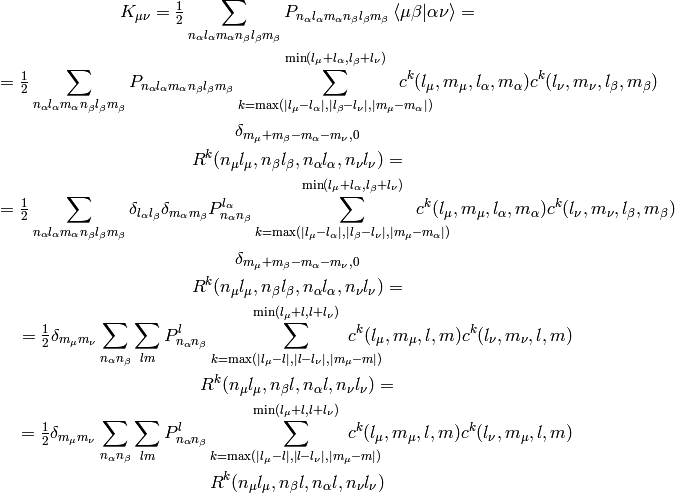 $K_{\mu\nu} = \frac{1}{2} \sum_{n_\alpha l_\alpha m_\alpha n_\beta l_\beta m_\beta} P_{n_\alpha l_\alpha m_\alpha n_\beta l_\beta m_\beta} \langle \mu\beta | \alpha\nu \rangle =$
$= \frac{1}{2} \sum_{n_\alpha l_\alpha m_\alpha n_\beta l_\beta m_\beta} P_{n_\alpha l_\alpha m_\alpha n_\beta l_\beta m_\beta} \sum_{k=\max(|l_\mu - l_\alpha|, |l_\beta - l_\nu|, |m_\mu - m_\alpha|)}^{\min(l_\mu + l_\alpha, l_\beta + l_\nu)} c^k(l_\mu, m_\mu, l_\alpha, m_\alpha) c^k(l_\nu, m_\nu, l_\beta, m_\beta)$
$\delta_{m_\mu + m_\beta - m_\alpha - m_\nu, 0}$
$R^k(n_\mu l_\mu, n_\beta l_\beta, n_\alpha l_\alpha, n_\nu l_\nu) =$
$= \frac{1}{2} \sum_{n_\alpha l_\alpha m_\alpha n_\beta l_\beta m_\beta} \delta_{l_\alpha l_\beta} \delta_{m_\alpha m_\beta} P^{l_\alpha}_{n_\alpha n_\beta} \sum_{k=\max(|l_\mu - l_\alpha|, |l_\beta - l_\nu|, |m_\mu - m_\alpha|)}^{\min(l_\mu + l_\alpha, l_\beta + l_\nu)} c^k(l_\mu, m_\mu, l_\alpha, m_\alpha) c^k(l_\nu, m_\nu, l_\beta, m_\beta)$
$\delta_{m_\mu + m_\beta - m_\alpha - m_\nu, 0}$
$R^k(n_\mu l_\mu, n_\beta l_\beta, n_\alpha l_\alpha, n_\nu l_\nu) =$
$= \frac{1}{2} \delta_{m_\mu m_\nu} \sum_{n_\alpha n_\beta} \sum_{lm} P^l_{n_\alpha n_\beta} \sum_{k=\max(|l_\mu - l|, |l - l_\nu|, |m_\mu - m|)}^{\min(l_\mu + l, l + l_\nu)} c^k(l_\mu, m_\mu, l, m) c^k(l_\nu, m_\nu, l, m)$
$R^k(n_\mu l_\mu, n_\beta l, n_\alpha l, n_\nu l_\nu) =$
$= \frac{1}{2} \delta_{m_\mu m_\nu} \sum_{n_\alpha n_\beta} \sum_{lm} P^l_{n_\alpha n_\beta} \sum_{k=\max(|l_\mu - l|, |l - l_\nu|, |m_\mu - m|)}^{\min(l_\mu + l, l + l_\nu)} c^k(l_\mu, m_\mu, l, m) c^k(l_\nu, m_\mu, l, m)$
$R^k(n_\mu l_\mu, n_\beta l, n_\alpha l, n_\nu l_\nu)$